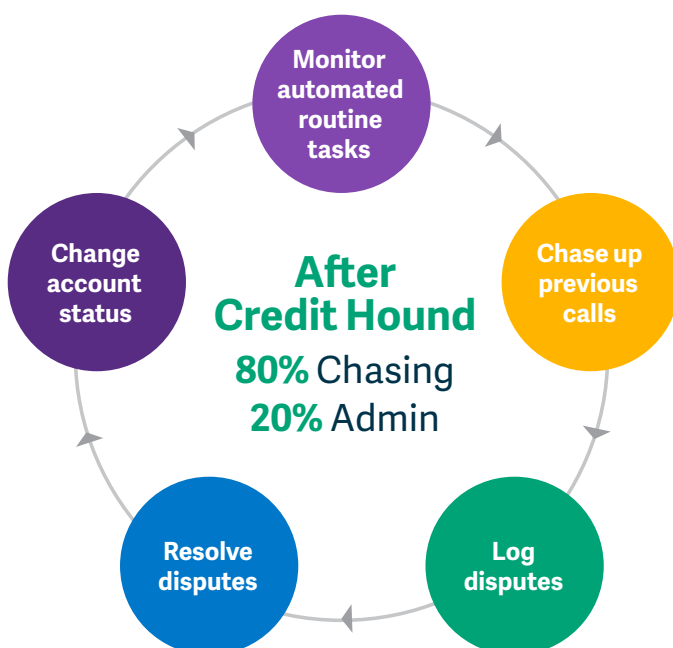 Monitor
automated
routine
tasks
Change
account
status
After
Credit Hound
80% Chasing
20% Admin
Chase up
previous
calls
Resolve
disputes
Log
disputes